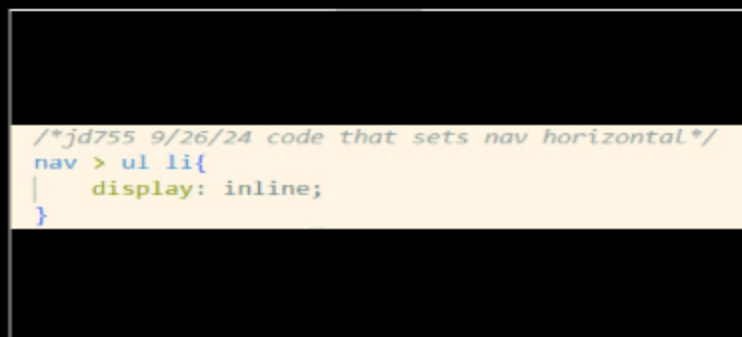 /*jd755 9/26/24 code that sets nav horizontal*/
nav > ul li{
    display: inline;
}